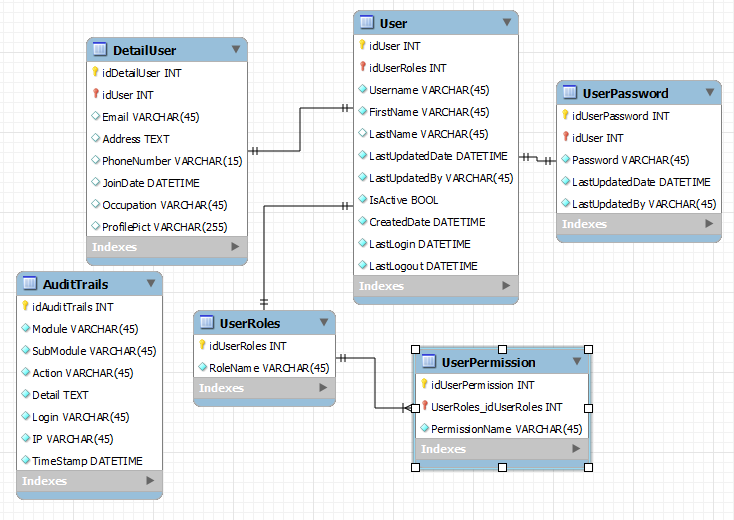 DetailUser
idDetailUser INT
idUser INT
Email VARCHAR(45)
Address TEXT
PhoneNumber VARCHAR(15)
JoinDate DATETIME
Occupation VARCHAR(45)
ProfilePict VARCHAR(255)
Indexes
User
idUser INT
idUserRoles INT
Username VARCHAR(45)
FirstName VARCHAR(45)
LastName VARCHAR(45)
LastUpdatedDate DATETIME
LastUpdatedBy VARCHAR(45)
IsActive BOOL
CreatedDate DATETIME
LastLogin DATETIME
LastLogout DATETIME
Indexes
UserPassword
idUserPassword INT
idUser INT
Password VARCHAR(45)
LastUpdatedDate DATETIME
LastUpdatedBy VARCHAR(45)
Indexes
AuditTrails
idAuditTrails INT
Module VARCHAR(45)
SubModule VARCHAR(45)
Action VARCHAR(45)
Detail TEXT
Login VARCHAR(45)
IP VARCHAR(45)
TimeStamp DATETIME
Indexes
UserRoles
idUserRoles INT
RoleName VARCHAR(45)
Indexes
UserPermission
idUserPermission INT
UserRoles_idUserRoles INT
PermissionName VARCHAR(45)
Indexes